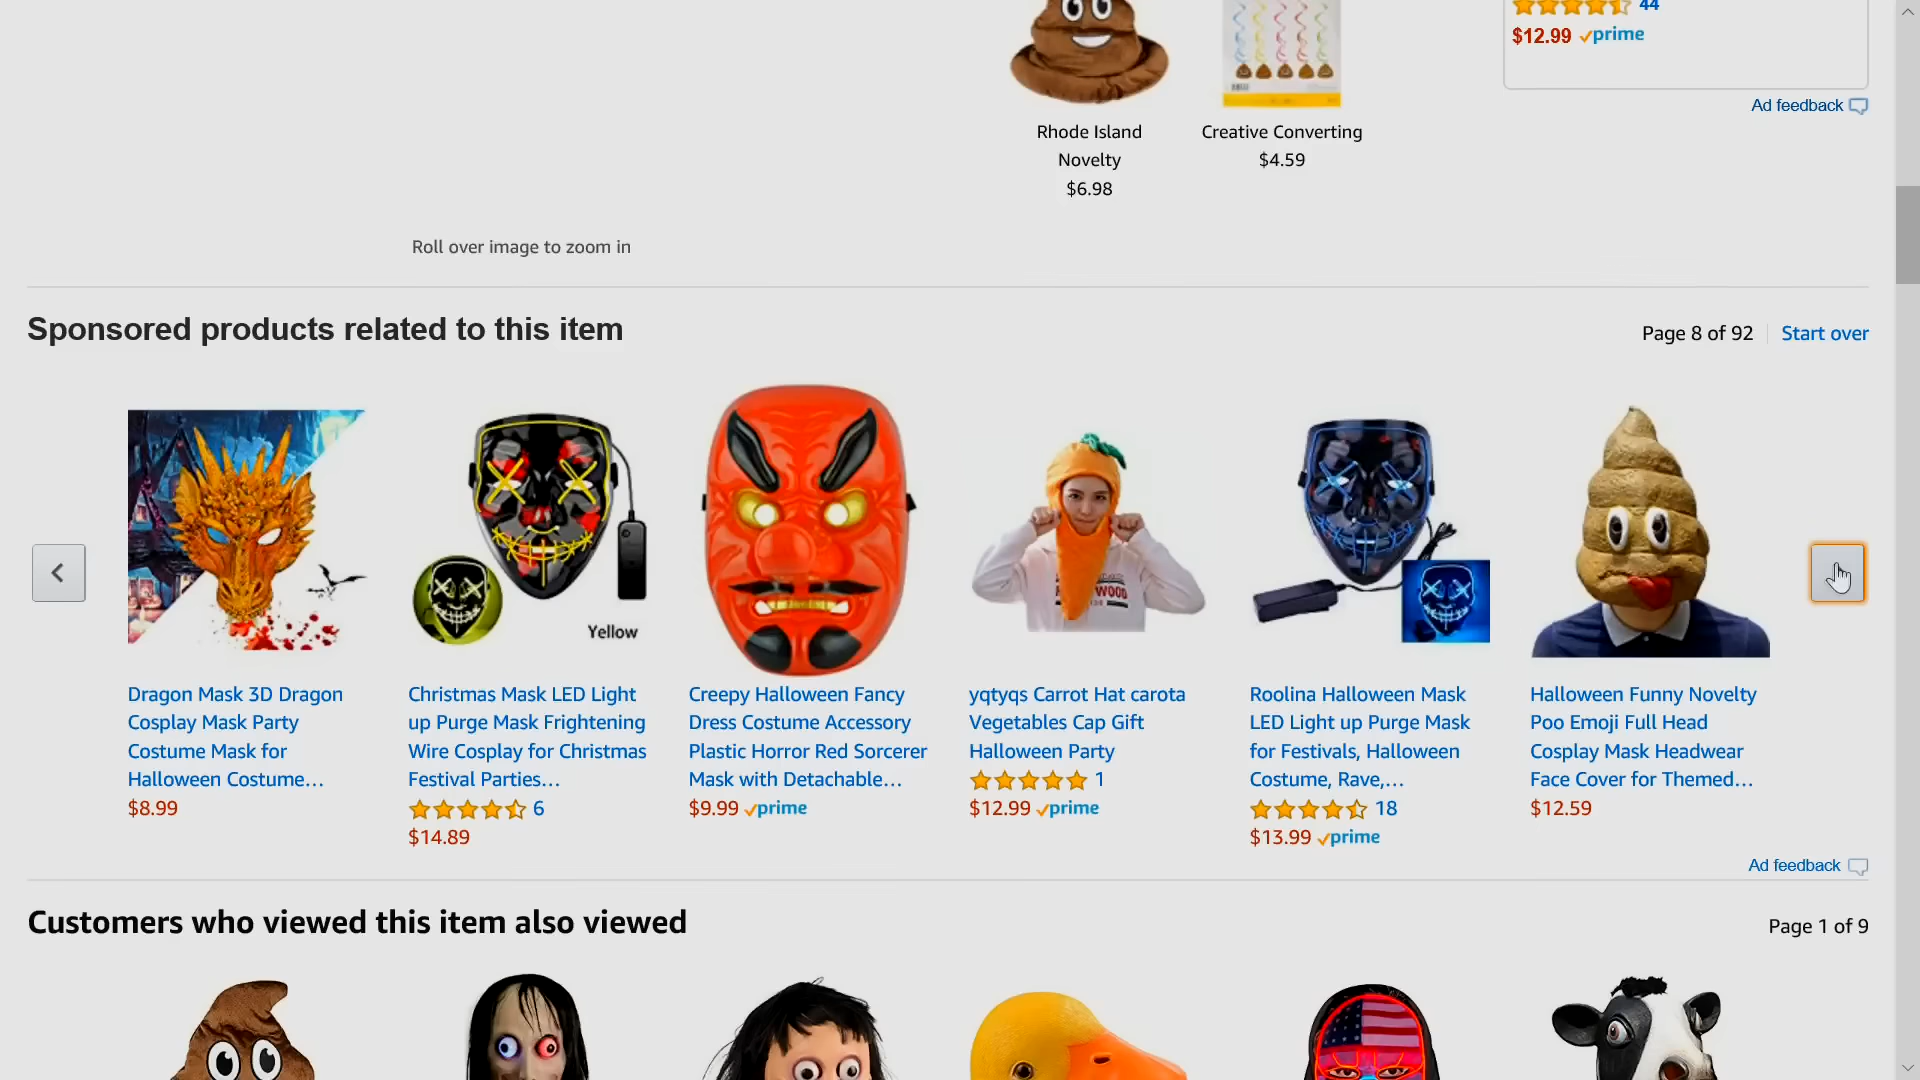 44
$12.99 prime
Ad feedback
Rhode Island
Novelty
$6.98
Creative Converting
$4.59
Roll over image to zoom in
Sponsored products related to this item
Page 8 of 92
Start over
Yellow
Dragon Mask 3D Dragon
Cosplay Mask Party
Costume Mask for
Halloween Costume…
$8.99
Christmas Mask LED Light
up Purge Mask Frightening
Wire Cosplay for Christmas
Festival Parties…
6
$14.89
Creepy Halloween Fancy
Dress Costume Accessory
Plastic Horror Red Sorcerer
Mask with Detachable…
$9.99 prime
yqtyqs Carrot Hat carota
Vegetables Cap Gift
Halloween Party
1
$12.99 prime
Roolina Halloween Mask
LED Light up Purge Mask
for Festivals, Halloween
Costume, Rave,…
18
$13.99 prime
Halloween Funny Novelty
Poo Emoji Full Head
Cosplay Mask Headwear
Face Cover for Themed…
$12.59
Ad feedback
Customers who viewed this item also viewed
Page 1 of 9